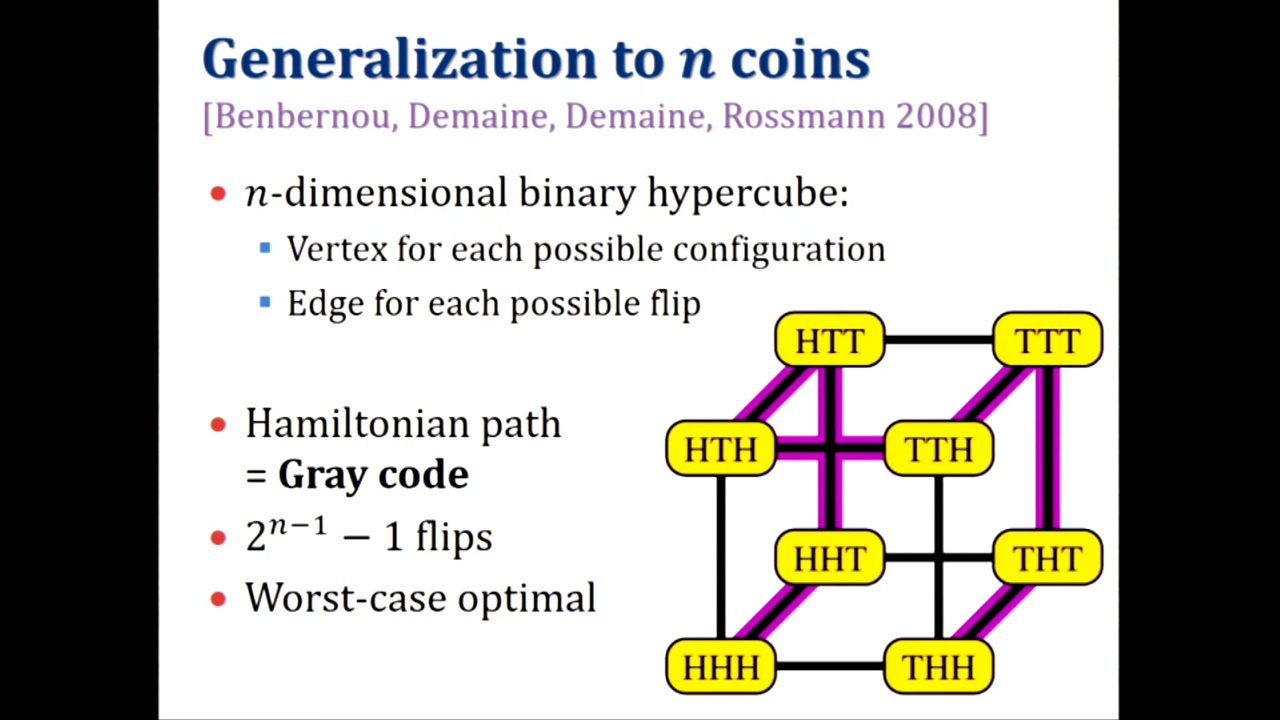 Generalization to n coins
[Benbernou, Demaine, Demaine, Rossmann 2008]
• n-dimensional binary hypercube:
▪ Vertex for each possible configuration
▪ Edge for each possible flip
• Hamiltonian path
= Gray code
• 2ⁿ⁻¹ − 1 flips
• Worst-case optimal
HTT TTT
HTH TTH
HHT THT
HHH THH